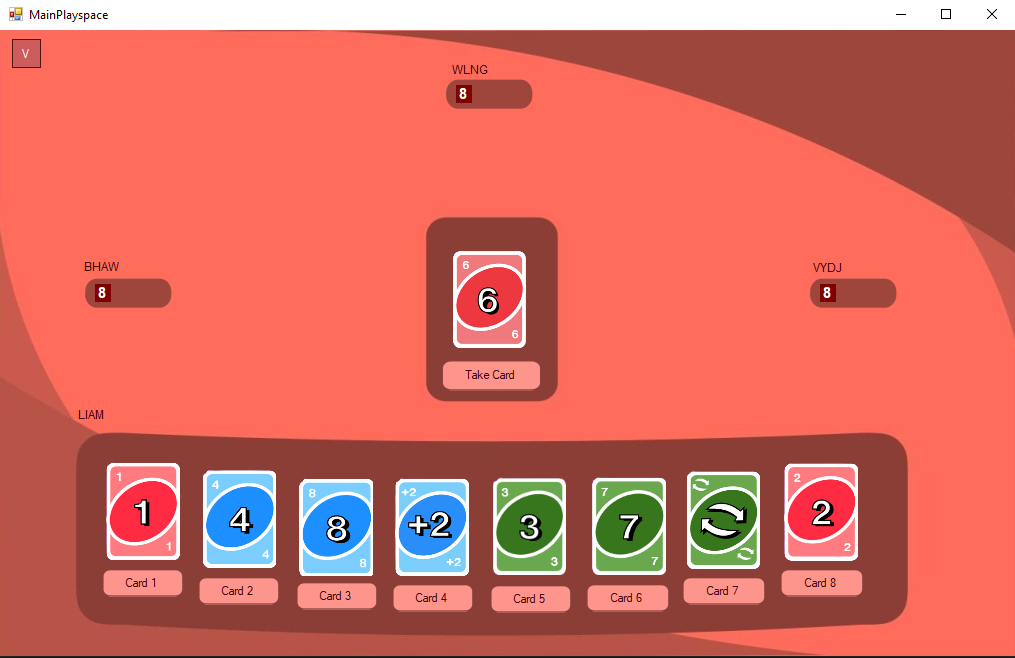 MainPlayspace
V
WLNG
8
BHAW
8
VYDJ
8
6
6
6
Take Card
LIAM
1
1
1
Card 1
4
4
4
Card 2
8
8
8
Card 3
+2
+2
+2
Card 4
3
3
3
Card 5
7
7
7
Card 6
Card 7
2
2
2
Card 8